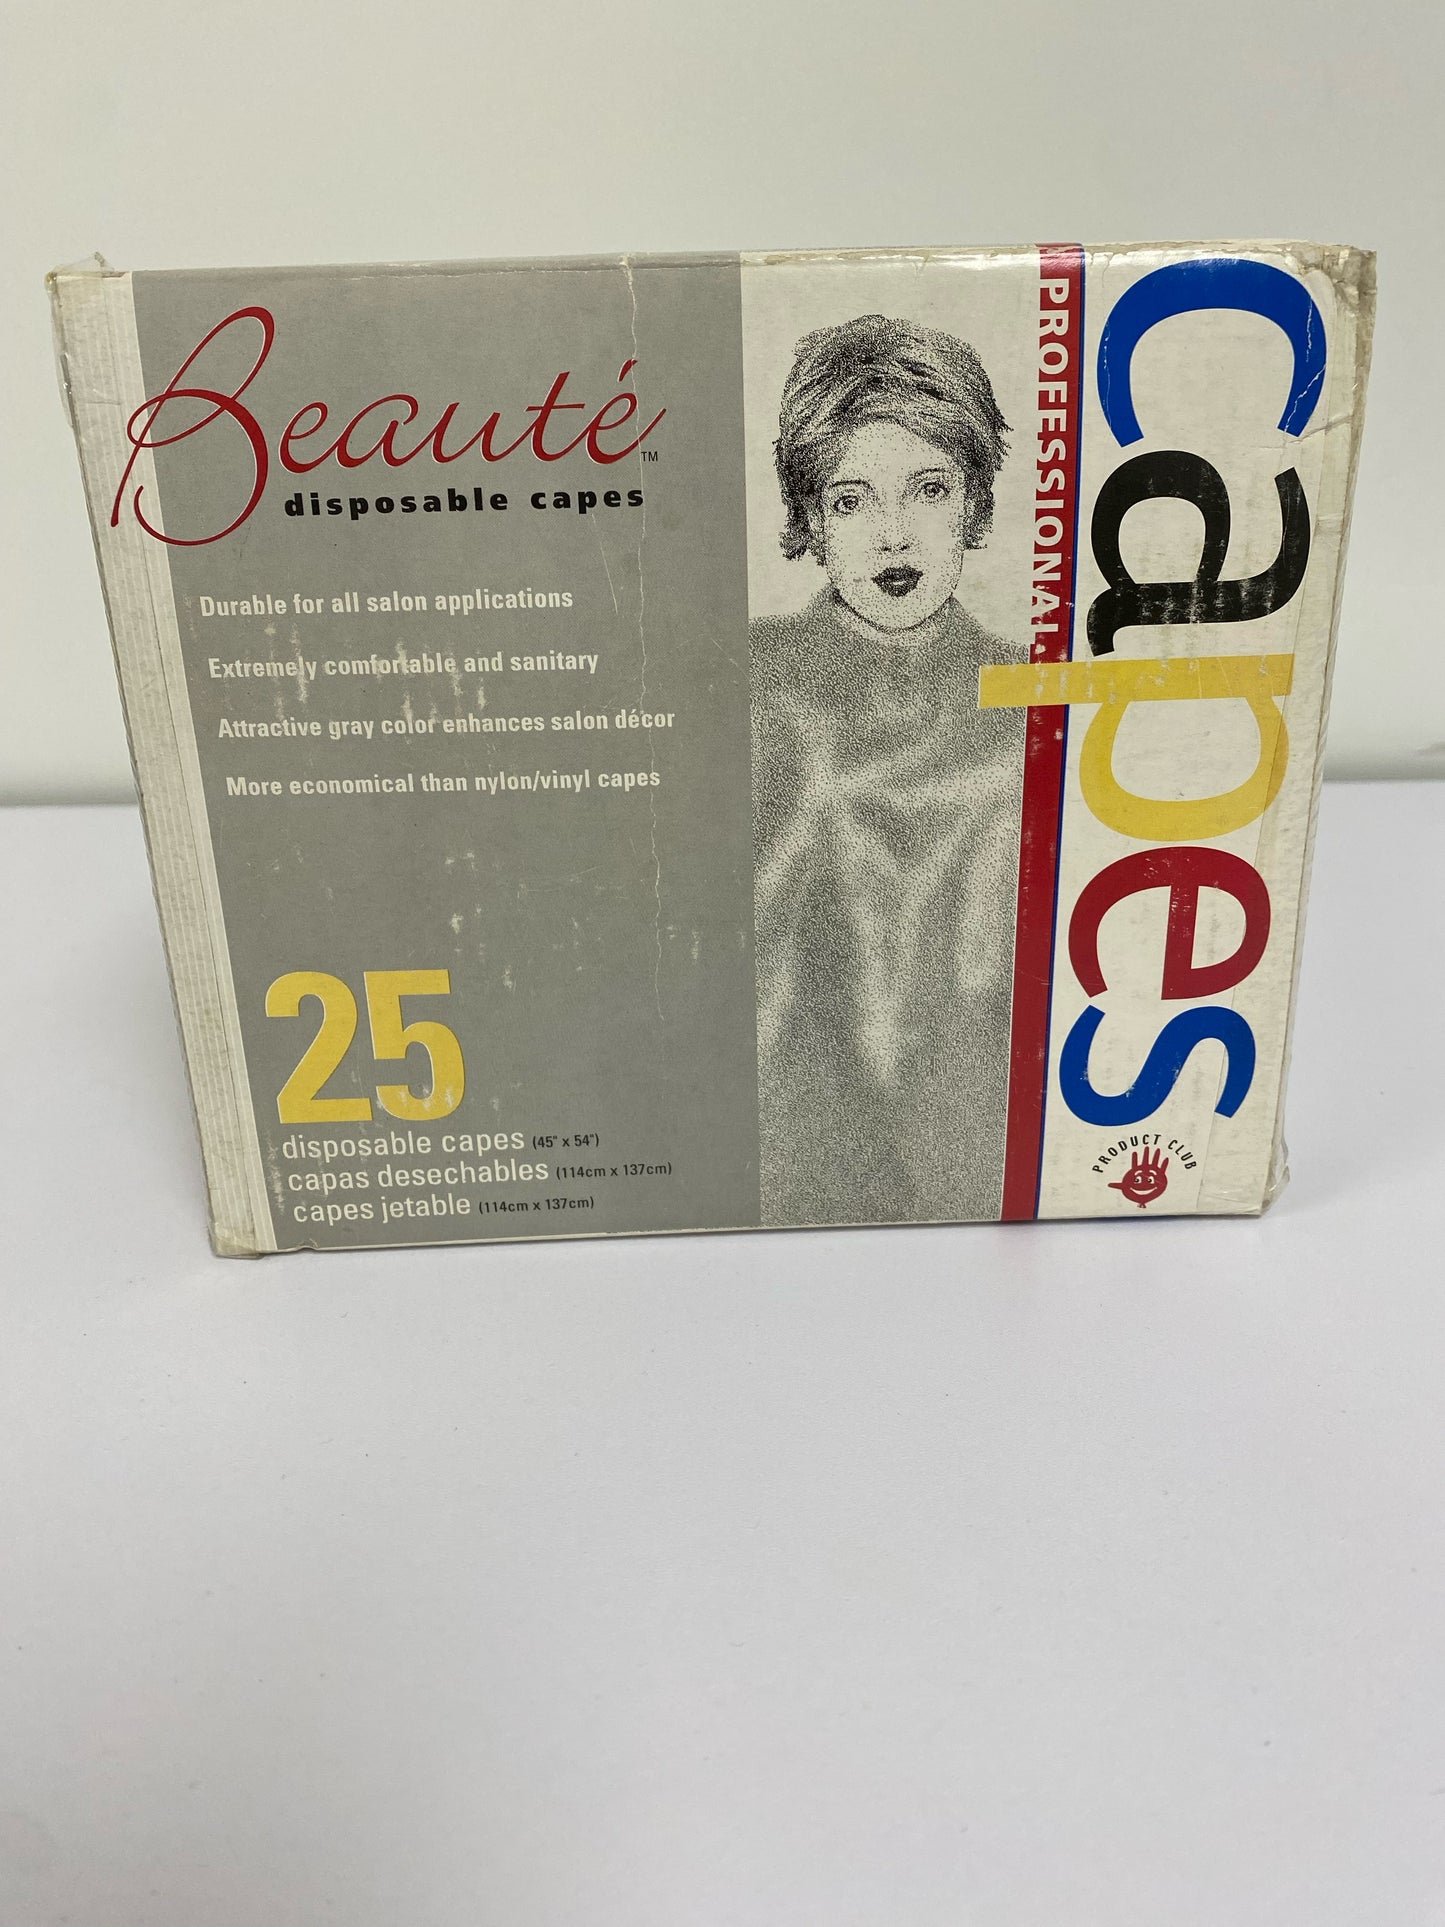 Beauté™
disposable capes
Durable for all salon applications
Extremely comfortable and sanitary
Attractive gray color enhances salon décor
More economical than nylon/vinyl capes
25
disposable capes (45" x 54")
capas desechables (114cm x 137cm)
capes jetable (114cm x 137cm)
PROFESSIONAL
capes
PRODUCT CLUB